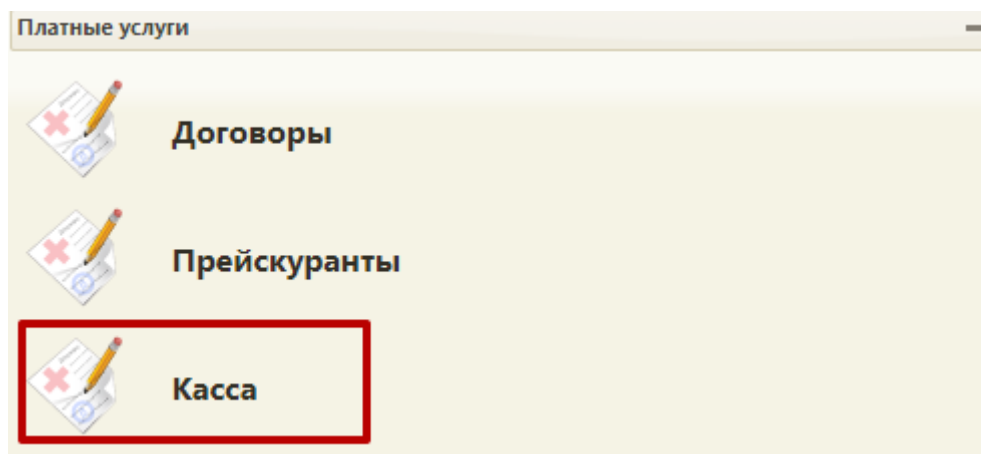 Платные услуги
Договоры
Прейскуранты
Касса